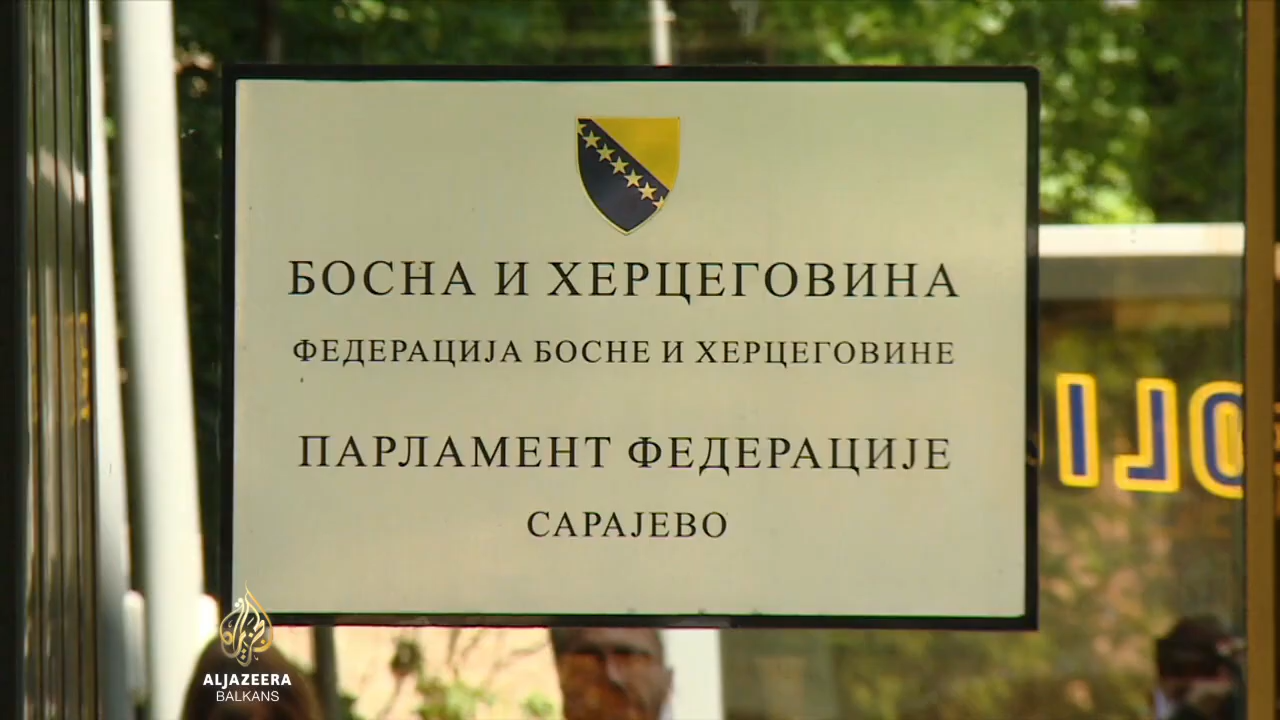 БОСНА И ХЕРЦЕГОВИНА
ФЕДЕРАЦИЈА БОСНЕ И ХЕРЦЕГОВИНЕ
ПАРЛАМЕНТ ФЕДЕРАЦИЈЕ
САРАЈЕВО
ALJAZEERA
BALKANS